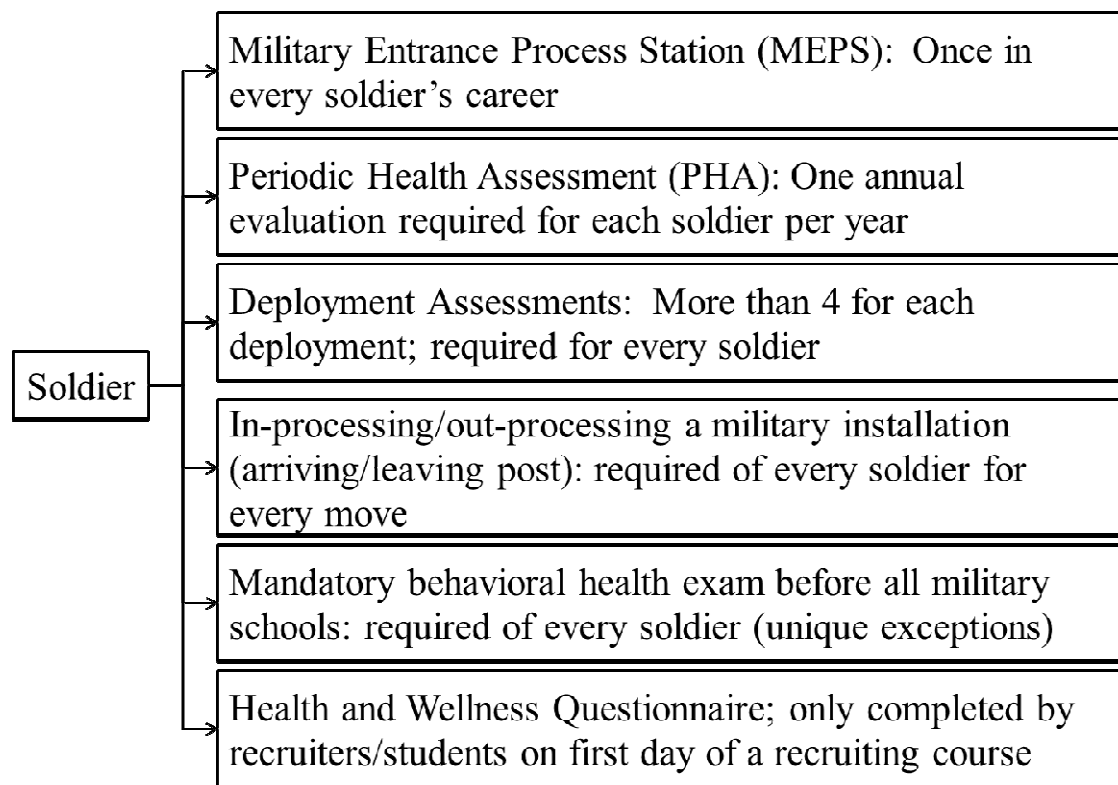 Military Entrance Process Station (MEPS): Once in
every soldier's career
Periodic Health Assessment (PHA): One annual
evaluation required for each soldier per year
Deployment Assessments: More than 4 for each
deployment; required for every soldier
Soldier
In-processing/out-processing a military installation
(arriving/leaving post): required of every soldier for
every move
Mandatory behavioral health exam before all military
schools: required of every soldier (unique exceptions)
Health and Wellness Questionnaire; only completed by
recruiters/students on first day of a recruiting course